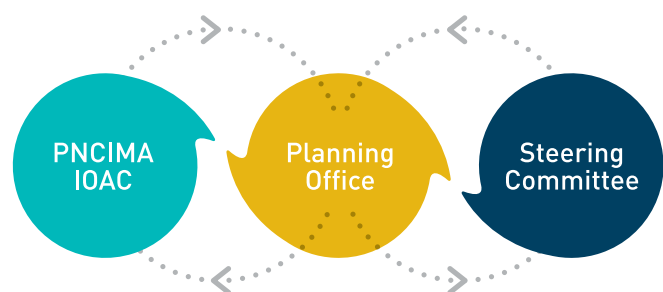 PNCIMA
IOAC
Planning
Office
Steering
Committee